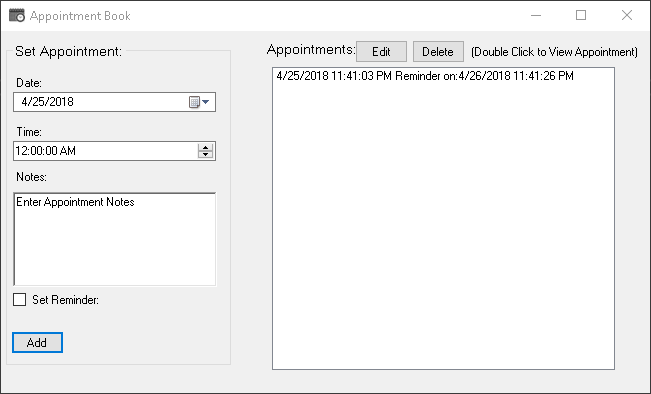 Appointment Book
Set Appointment:
Date:
4/25/2018
Time:
12:00:00 AM
Notes:
Enter Appointment Notes
Set Reminder:
Add
Appointments: Edit Delete (Double Click to View Appointment)
4/25/2018 11:41:03 PM Reminder on:4/26/2018 11:41:26 PM